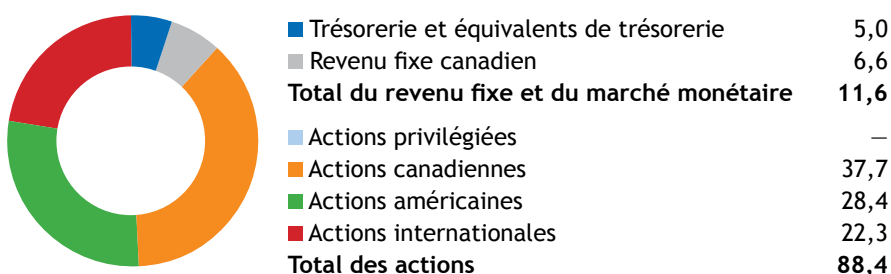 Trésorerie et équivalents de trésorerie 5,0
Revenu fixe canadien 6,6
Total du revenu fixe et du marché monétaire 11,6
Actions privilégiées —
Actions canadiennes 37,7
Actions américaines 28,4
Actions internationales 22,3
Total des actions 88,4